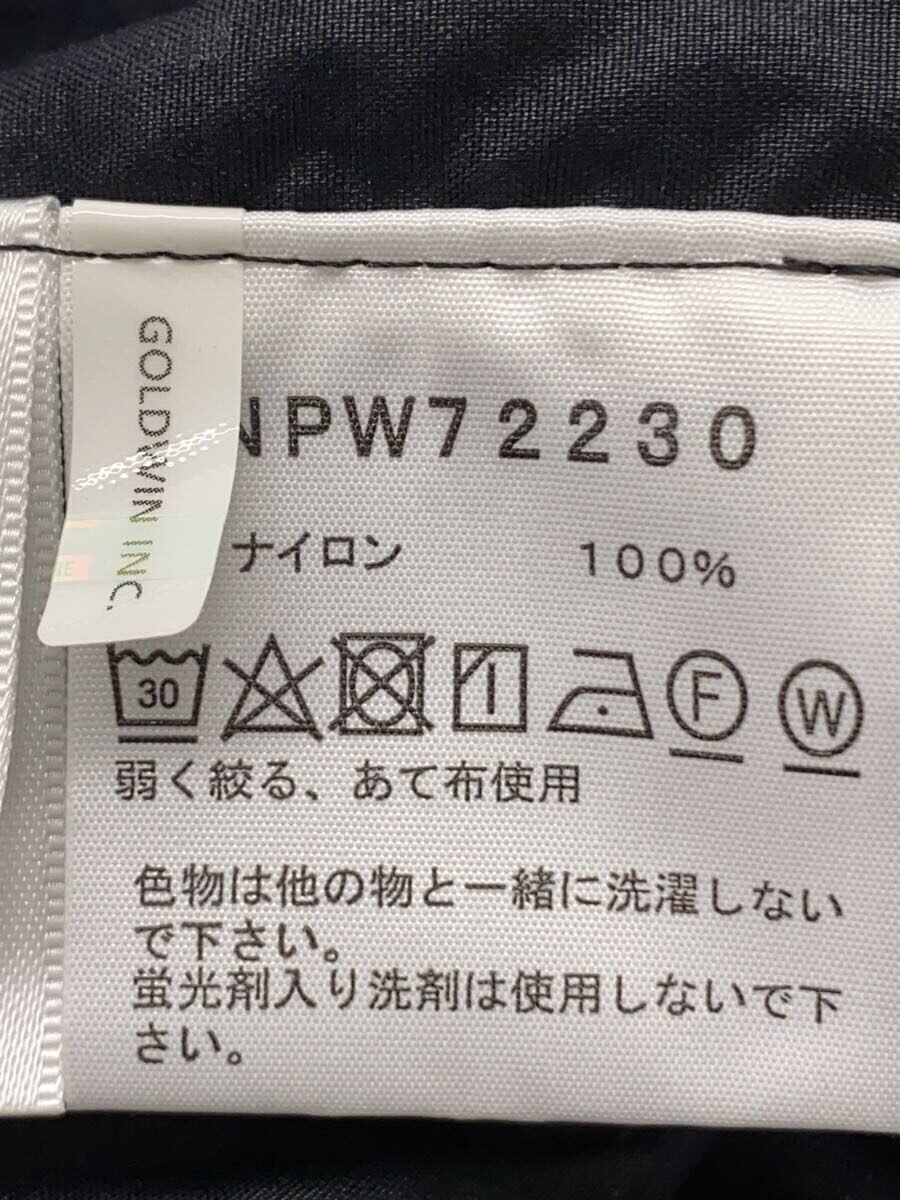 GOLDWIN INC.
NPW72230
ナイロン 100%
30
F
W
弱く絞る、あて布使用
色物は他の物と一緒に洗濯しない
で下さい。
蛍光剤入り洗剤は使用しないで下
さい。